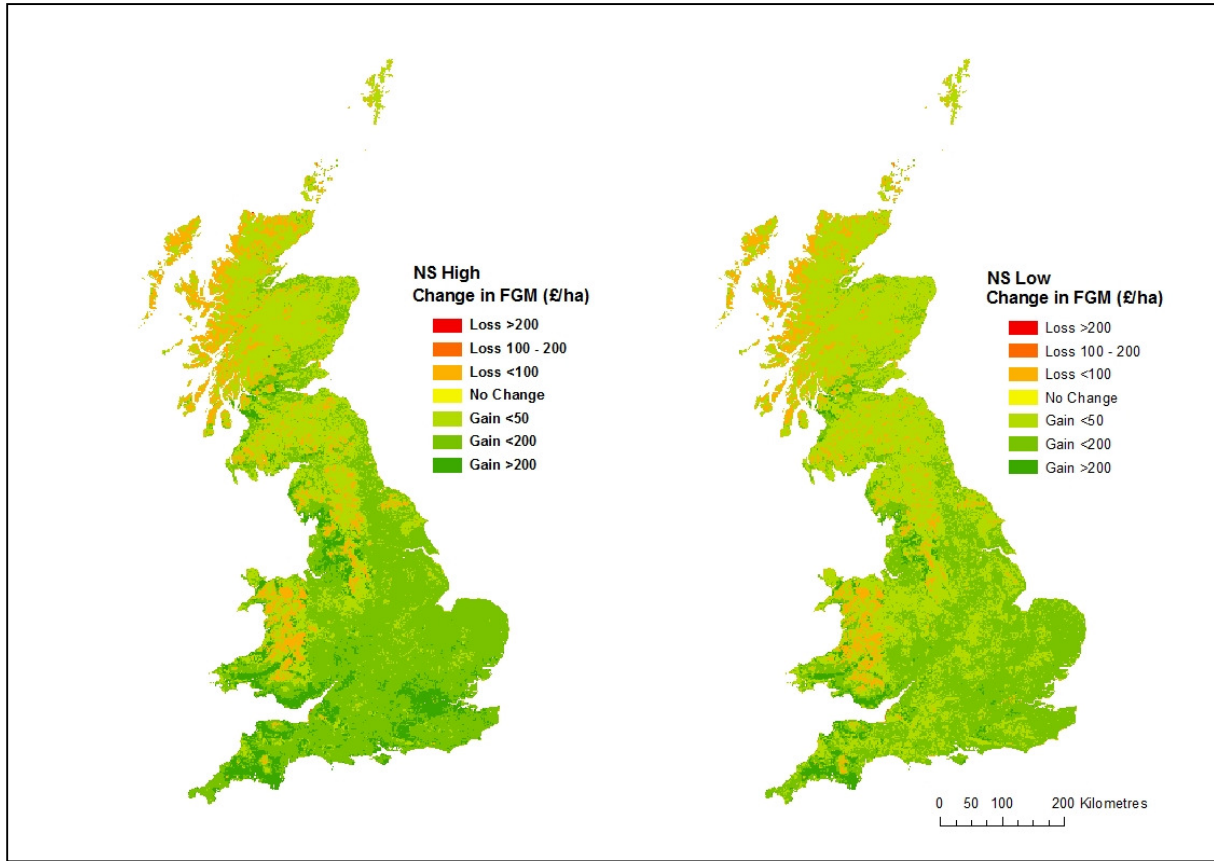 NS High
Change in FGM (£/ha)
Loss >200
Loss 100 - 200
Loss <100
No Change
Gain <50
Gain <200
Gain >200
NS Low
Change in FGM (£/ha)
Loss >200
Loss 100 - 200
Loss <100
No Change
Gain <50
Gain <200
Gain >200
0 50 100 200 Kilometres